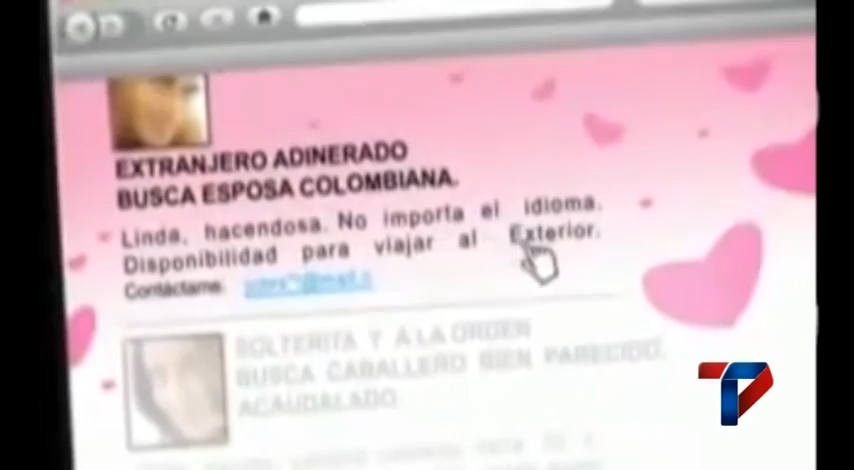 EXTRANJERO ADINERADO
BUSCA ESPOSA COLOMBIANA.
Linda, hacendosa. No importa el idioma.
Disponibilidad para viajar al Exterior.
Contáctame:
SOLTERITA Y A LA ORDEN
BUSCA CABALLERO BIEN PARECIDO,
ACAUDALADO